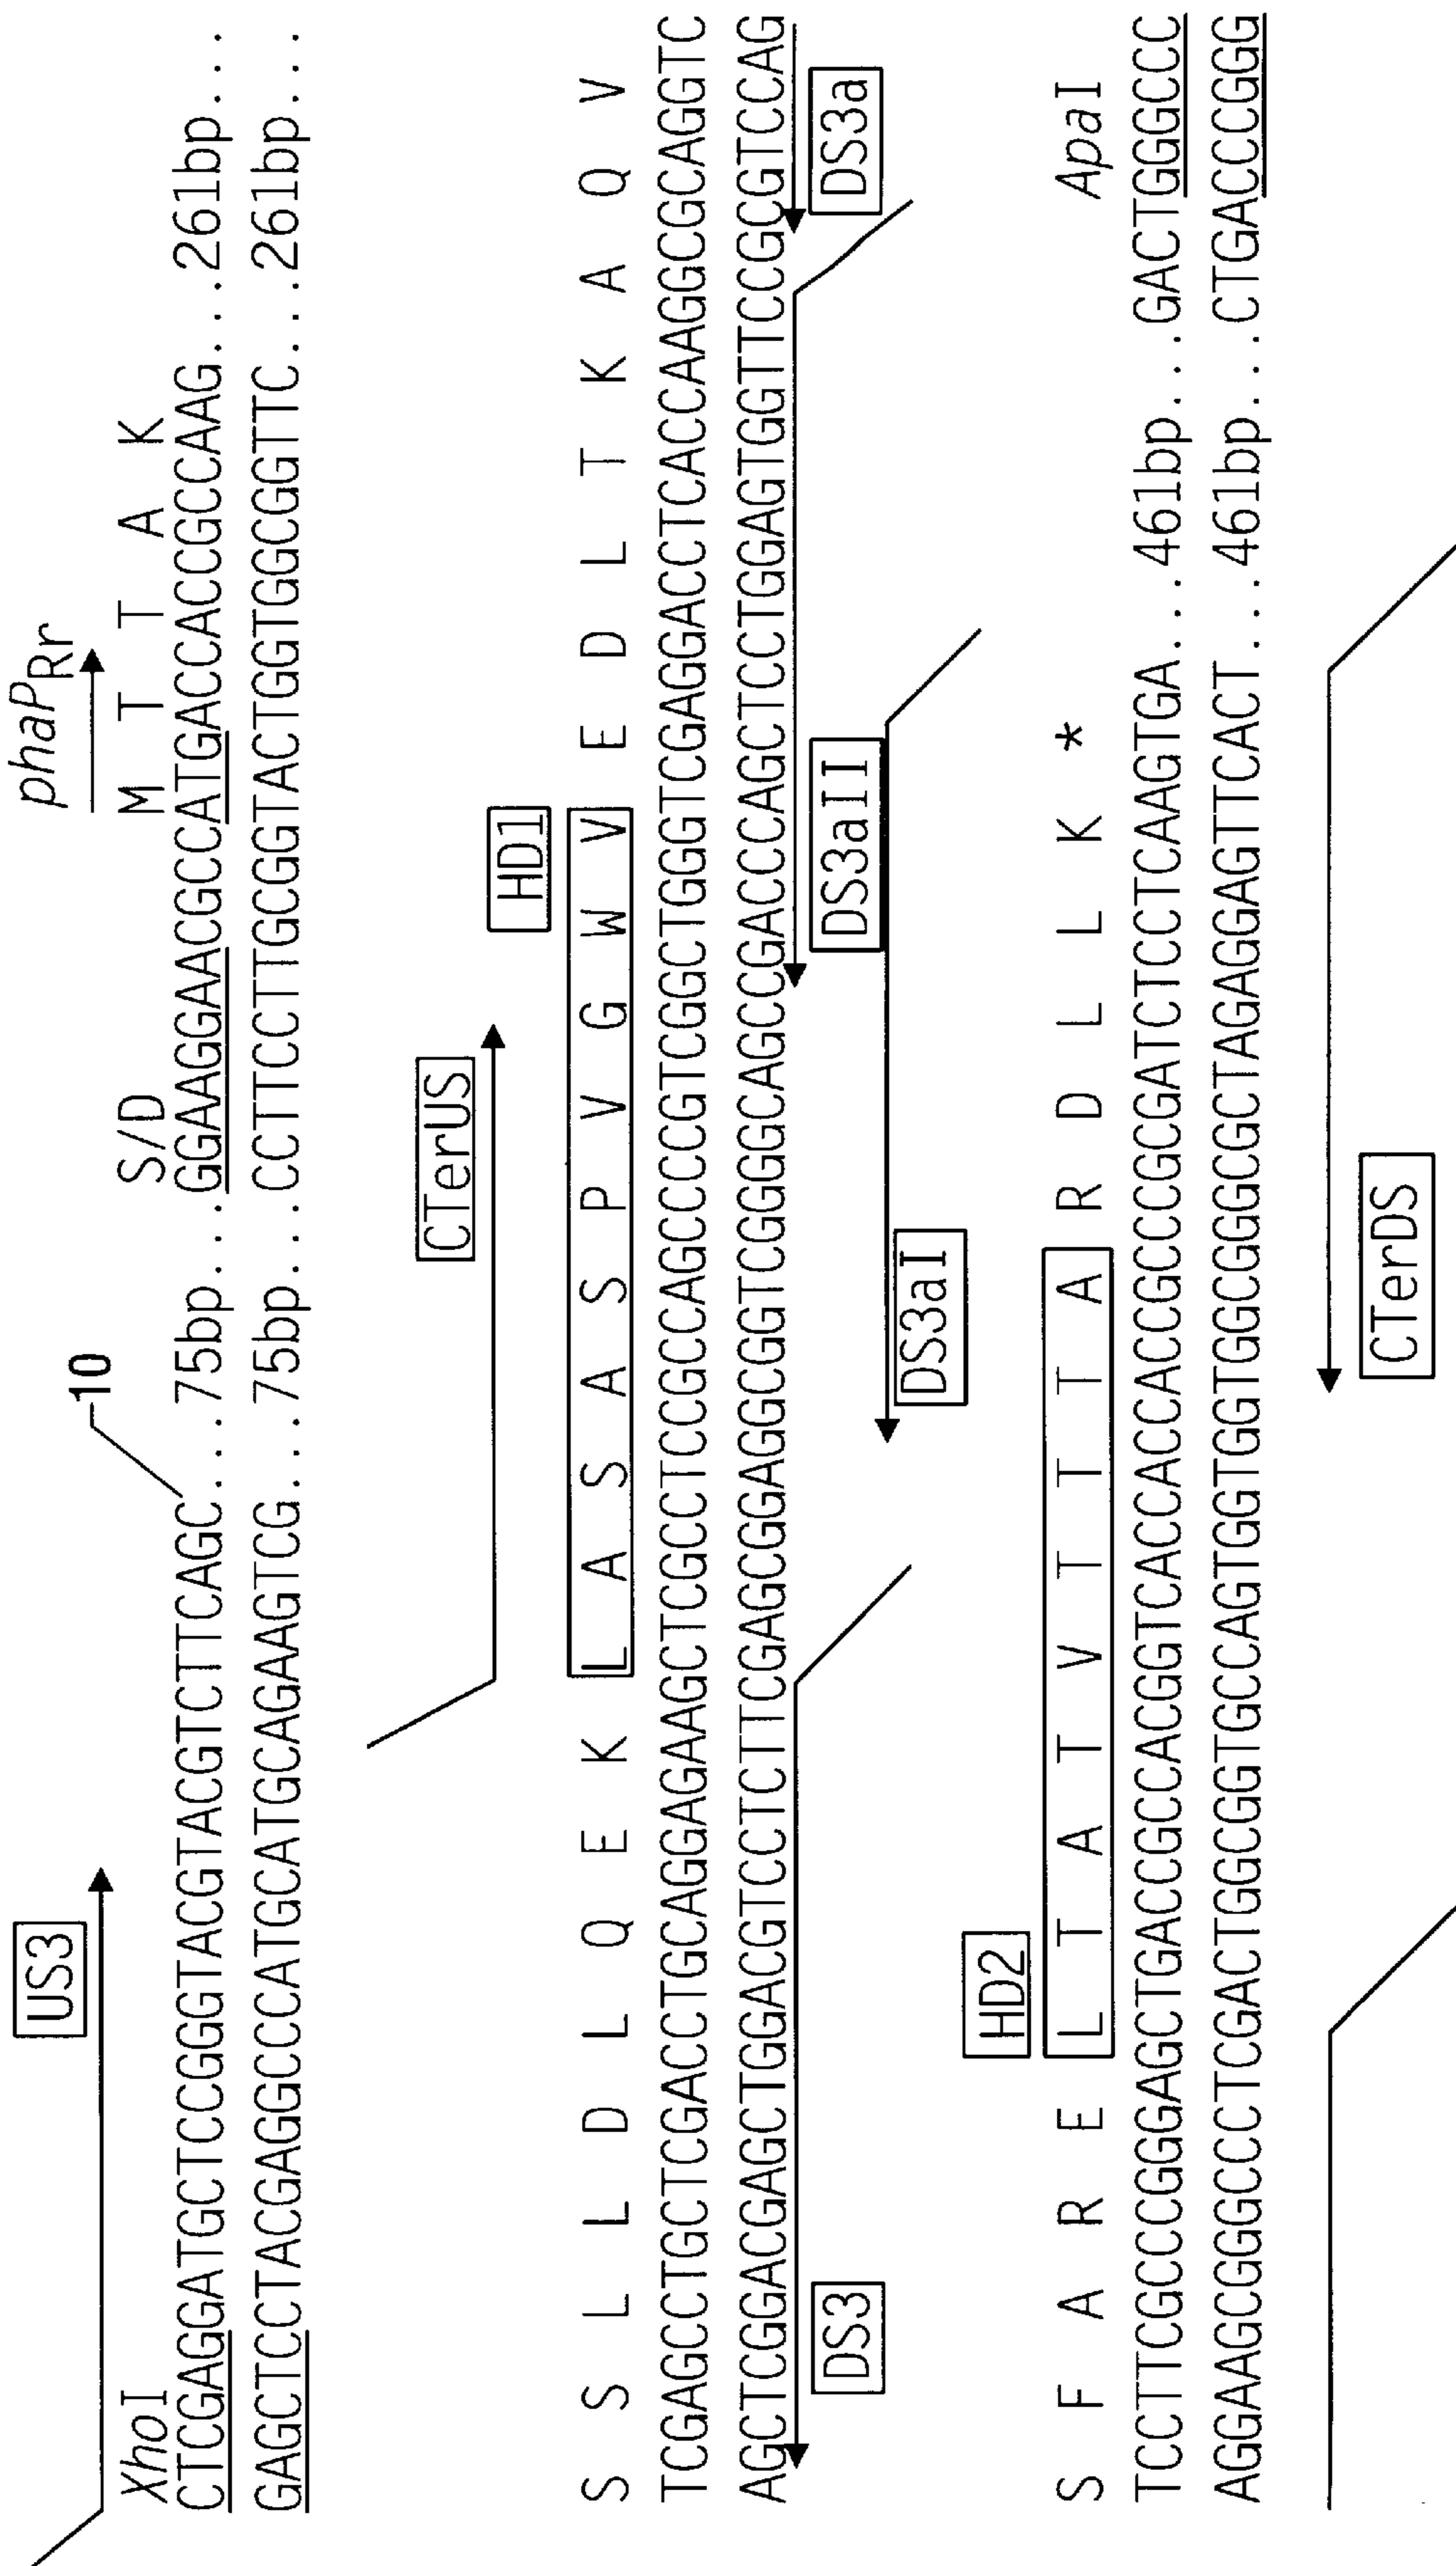 US3
phaPRr
10
XhoI S/D M T T A K
CTCGAGGATGCTCCGGGTACGTACGTCTTCAGC...75bp....GGAAGGAACGCCATGACCACCGCCAAG...261bp....
GAGCTCCTACGAGGCCCATGCATGCAGAAGTCG...75bp....CCTTCCTTGCGGTACTGGTGGCGGTTC...261bp....
CTerUS
HD1
S S L L D L Q E K L A S A S P V G W V E D L T K A Q V
TCGAGCCTGCTCGACCTGCAGGAGAAGCTCGCCTCCGCCAGCCCCGTCGGCTGGGTCGAGGACCTCACCAAGGCGCAGGTC
AGCTCGGACGAGCTGGACGTCCTCTTCGAGCGGAGGCGGTCGGGGCAGCCGACCCAGCTCCTGGAGTGGTTCCGCGTCCAG
DS3 DS3aII DS3a
DS3aI
HD2
S F A R E L T A T V T T T A R D L L K * ApaI
TCCTTCGCCCGGGAGCTGACCGCCACGGTCACCACCACCGCCCGCGATCTCCTCAAGTGA...461bp....GACTGGGCCC
AGGAAGCGGGCCCTCGACTGGCGGTGCCAGTGGTGGTGGCGGGCGCTAGAGGAGTTCACT...461bp....CTGACCCGGG
CTerDS